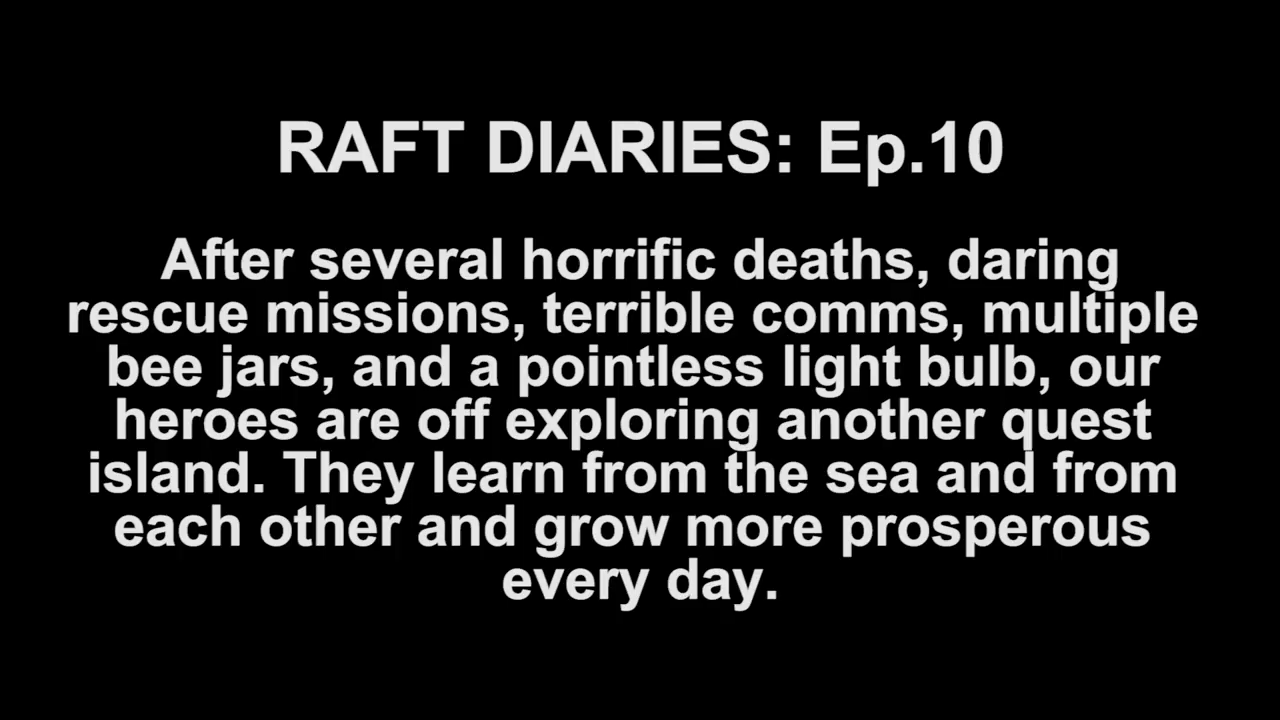 RAFT DIARIES: Ep.10
After several horrific deaths, daring
rescue missions, terrible comms, multiple
bee jars, and a pointless light bulb, our
heroes are off exploring another quest
island. They learn from the sea and from
each other and grow more prosperous
every day.